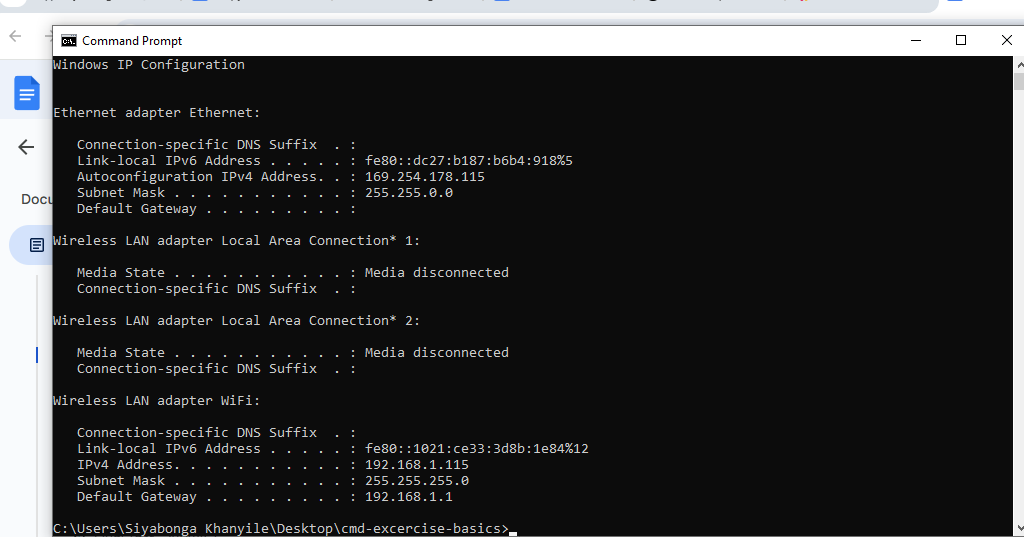 Command Prompt
Windows IP Configuration
Ethernet adapter Ethernet:
Connection-specific DNS Suffix . :
Link-local IPv6 Address . . . . . : fe80::dc27:b187:b6b4:918%5
Autoconfiguration IPv4 Address. . : 169.254.178.115
Subnet Mask . . . . . . . . . . . : 255.255.0.0
Default Gateway . . . . . . . . . :
Wireless LAN adapter Local Area Connection* 1:
Media State . . . . . . . . . . . : Media disconnected
Connection-specific DNS Suffix . :
Wireless LAN adapter Local Area Connection* 2:
Media State . . . . . . . . . . . : Media disconnected
Connection-specific DNS Suffix . :
Wireless LAN adapter WiFi:
Connection-specific DNS Suffix . :
Link-local IPv6 Address . . . . . : fe80::1021:ce33:3d8b:1e84%12
IPv4 Address. . . . . . . . . . . : 192.168.1.115
Subnet Mask . . . . . . . . . . . : 255.255.255.0
Default Gateway . . . . . . . . . : 192.168.1.1
C:\Users\Siyabonga Khanyile\Desktop\cmd-excercise-basics>
Docu